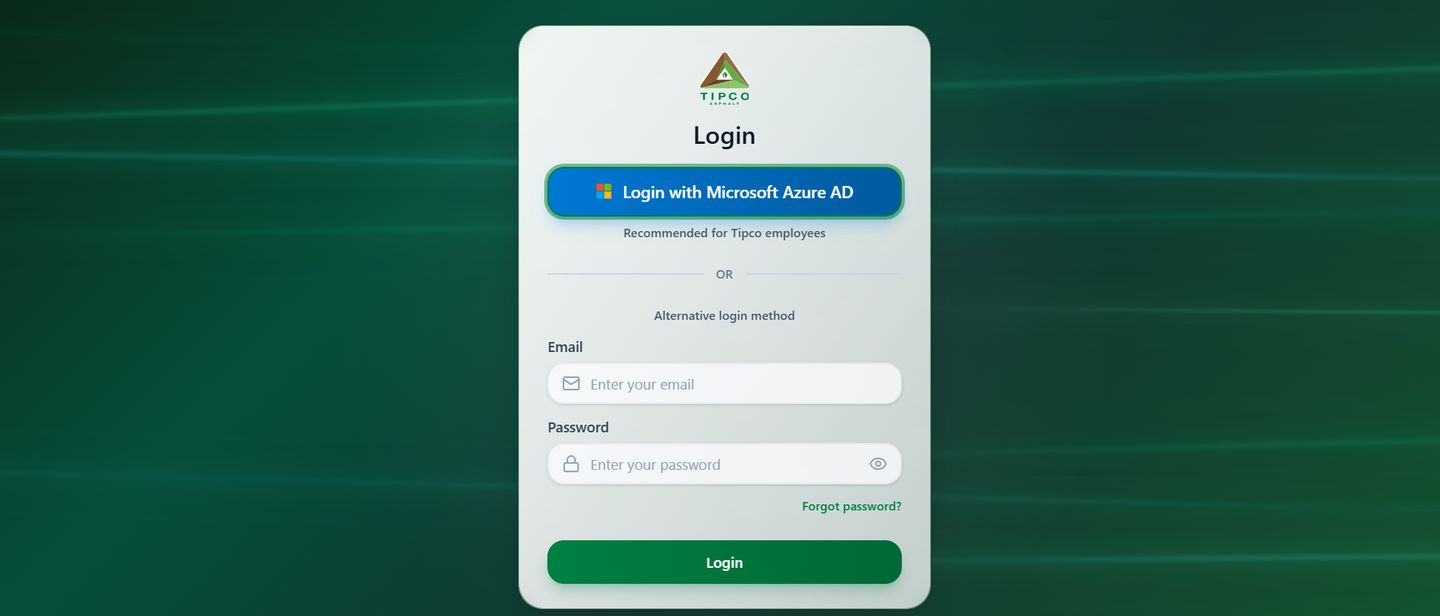 TIPCO
ASPHALT
Login
Login with Microsoft Azure AD
Recommended for Tipco employees
OR
Alternative login method
Email
Enter your email
Password
Enter your password
Forgot password?
Login